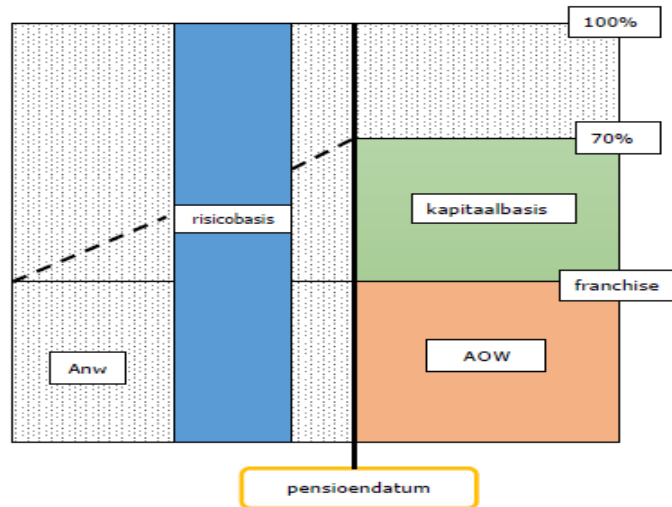 100%
70%
risicobasis
kapitaalbasis
franchise
Anw
AOW
pensioendatum